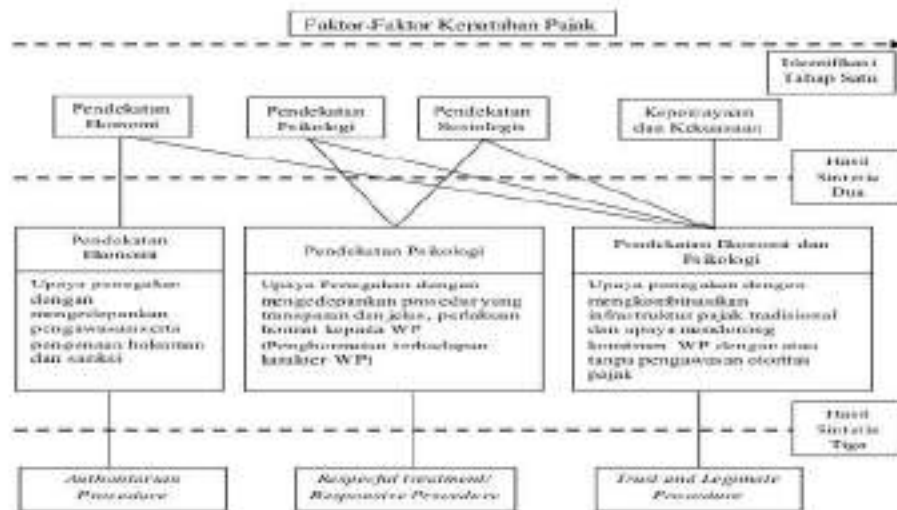 Faktor-Faktor Kepatuhan Pajak
Identifikasi
Tahap Satu
Pendekatan
Ekonomi
Pendekatan
Psikologi
Pendekatan
Sosiologis
Kepercayaan
dan Kekuasaan
Hasil
Sintesis
Dua
Pendekatan
Ekonomi
Upaya penegakan
dengan
mengedepankan
pengawasan serta
pengenaan hukuman
dan sanksi
Pendekatan Psikologi
Upaya Penegakan dengan
mengedepankan prosedur yang
transparan dan jelas, perlakuan
hormat kepada WP
(Penghormatan terhadapan
karakter WP)
Pendekatan Ekonomi dan
Psikologi
Upaya penegakan dengan
mengkombinasikan
infrastruktur pajak tradisional
dan upaya mendorong
komitmen WP dengan atau
tanpa pengawasan otoritas
pajak
Hasil
Sintesis
Tiga
Authoritarian
Procedure
Respecful treatment/
Responsive Procedure
Trust and Legimate
Procedure